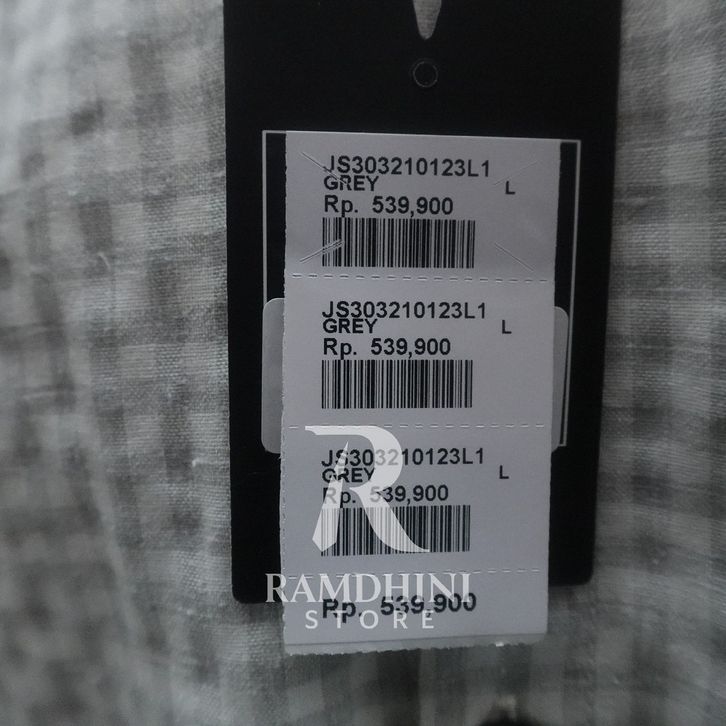 JS303210123L1
GREY L
Rp. 539,900
JS303210123L1
GREY L
Rp. 539,900
JS303210123L1
GREY L
Rp. 539,900
R
RAMDHINI
STORE
Rp. 539,900